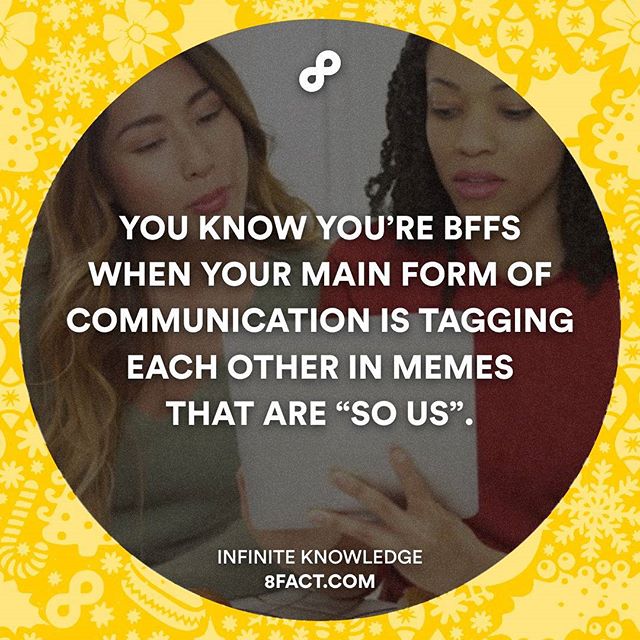 YOU KNOW YOU’RE BFFS
WHEN YOUR MAIN FORM OF
COMMUNICATION IS TAGGING
EACH OTHER IN MEMES
THAT ARE “SO US”.
INFINITE KNOWLEDGE
8FACT.COM